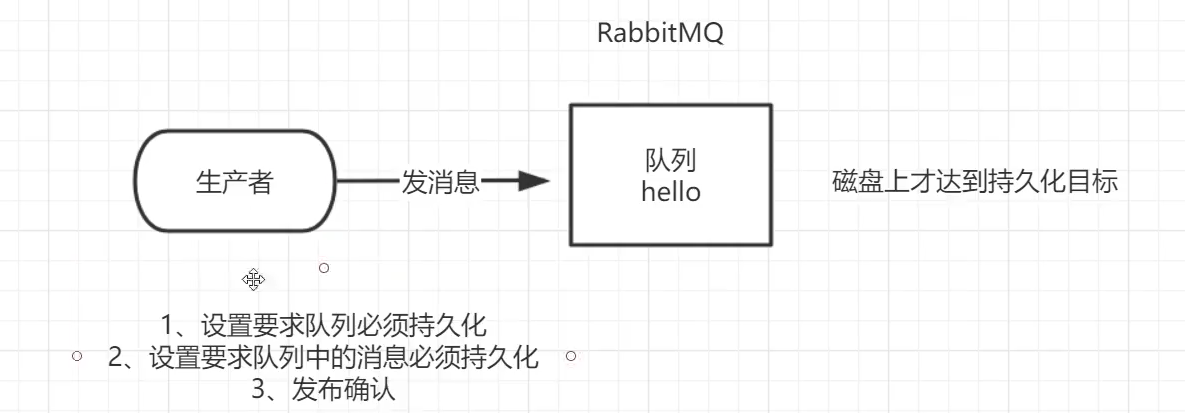 RabbitMQ
生产者
发消息
队列
hello
磁盘上才达到持久化目标
1、设置要求队列必须持久化
2、设置要求队列中的消息必须持久化
3、发布确认